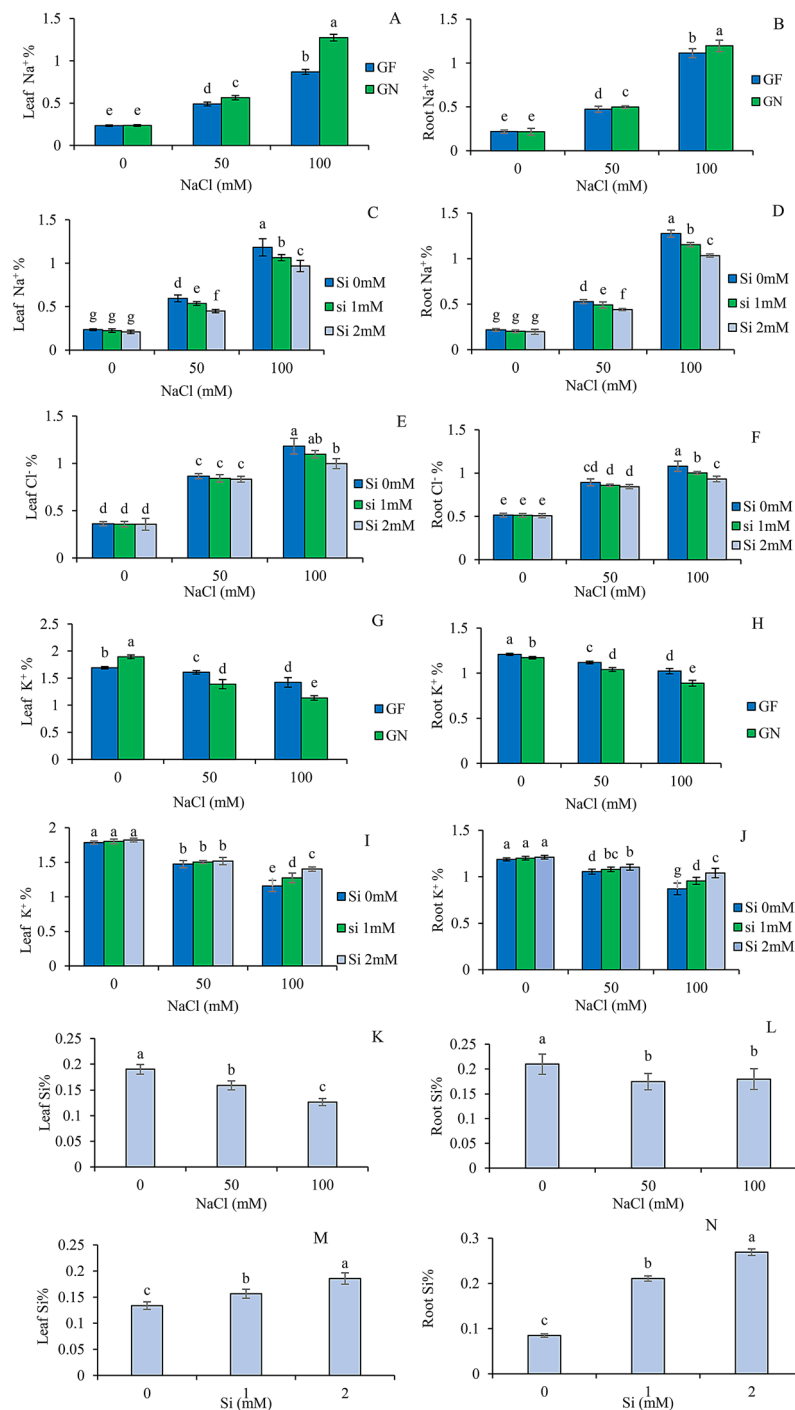 A
Leaf Na⁺ %
1.5
1
0.5
0
e e
d c
b a
0 50 100
NaCl (mM)
GF
GN
B
Root Na⁺ %
1.5
1
0.5
0
e e
d c
b a
0 50 100
NaCl (mM)
GF
GN
C
Leaf Na⁺ %
1.5
1
0.5
0
g g g
d e f
a b c
0 50 100
NaCl (mM)
Si 0mM
si 1mM
Si 2mM
D
Root Na⁺ %
1.5
1
0.5
0
g g g
d e f
a b c
0 50 100
NaCl (mM)
Si 0mM
si 1mM
Si 2mM
E
Leaf Cl⁻ %
1.5
1
0.5
0
d d d
c c c
a ab b
0 50 100
NaCl (mM)
Si 0mM
si 1mM
Si 2mM
F
Root Cl⁻ %
1.5
1
0.5
0
e e e
cd d d
a b c
0 50 100
NaCl (mM)
Si 0mM
si 1mM
Si 2mM
G
Leaf K⁺ %
2.5
2
1.5
1
0.5
0
b a
c d
d e
0 50 100
NaCl (mM)
GF
GN
H
Root K⁺ %
1.5
1
0.5
0
a b
c d
d e
0 50 100
NaCl (mM)
GF
GN
I
Leaf K⁺ %
2
1.5
1
0.5
0
a a a
b b b
e d c
0 50 100
NaCl (mM)
Si 0mM
si 1mM
Si 2mM
J
Root K⁺ %
1.5
1
0.5
0
a a a
d bc b
g d c
0 50 100
NaCl (mM)
Si 0mM
si 1mM
Si 2mM
K
Leaf Si%
0.25
0.2
0.15
0.1
0.05
0
a b c
0 50 100
NaCl (mM)
L
Root Si%
0.25
0.2
0.15
0.1
0.05
0
a b b
0 50 100
NaCl (mM)
M
Leaf Si%
0.25
0.2
0.15
0.1
0.05
0
c b a
0 1 2
Si (mM)
N
Root Si%
0.3
0.2
0.1
0
c b a
0 1 2
Si (mM)